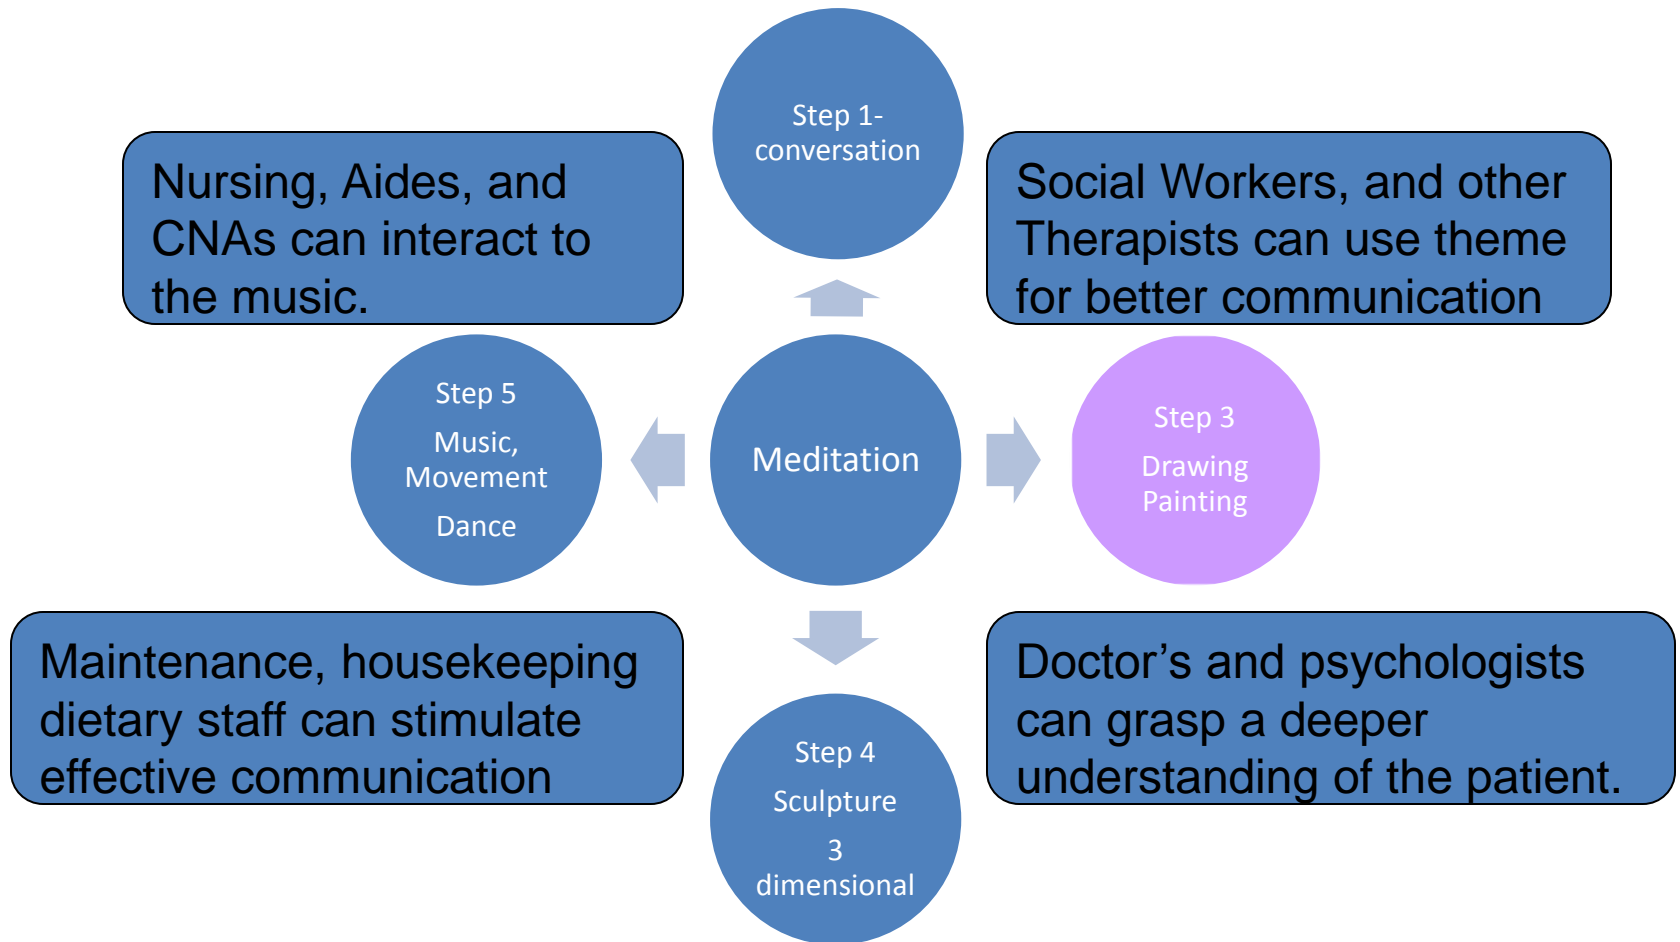 Step 1-
conversation
Nursing, Aides, and
CNAs can interact to
the music.
Social Workers, and other
Therapists can use theme
for better communication
Step 5
Music,
Movement
Dance
Meditation
Step 3
Drawing
Painting
Maintenance, housekeeping
dietary staff can stimulate
effective communication
Doctor’s and psychologists
can grasp a deeper
understanding of the patient.
Step 4
Sculpture
3
dimensional